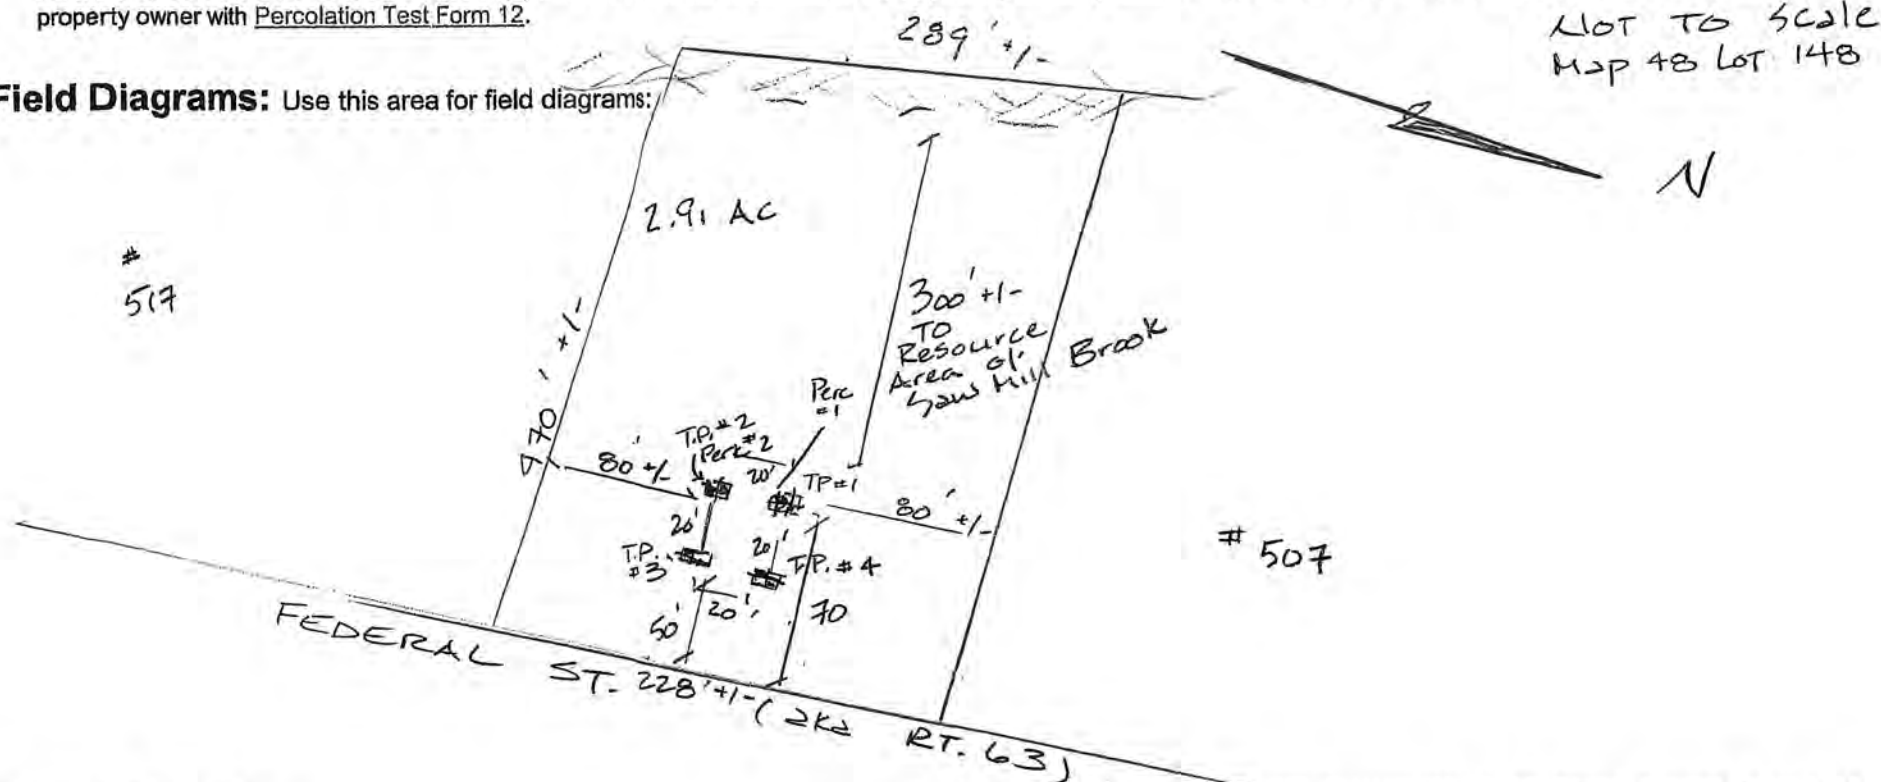 property owner with Percolation Test Form 12.
NOT TO Scale
Map 48 LOT 148
289' +/-
Field Diagrams: Use this area for field diagrams:
N
2.91 AC
#
517
300' +/-
TO
Resource
Area of
Saw Mill Brook
470' +/-
Perc
#1
T.P. #2
Perc #2
80' +/-
20'
TP #1
80' +/-
20'
20'
T.P.
#3
T.P. #4
# 507
50'
20'
70
FEDERAL ST. 228' +/- (aka RT. 63)